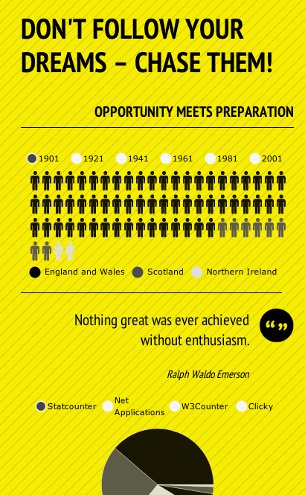 DON'T FOLLOW YOUR
DREAMS – CHASE THEM!
OPPORTUNITY MEETS PREPARATION
1901 1921 1941 1961 1981 2001
England and Wales Scotland Northern Ireland
Nothing great was ever achieved
without enthusiasm.
“”
Ralph Waldo Emerson
Statcounter Net Applications W3Counter Clicky